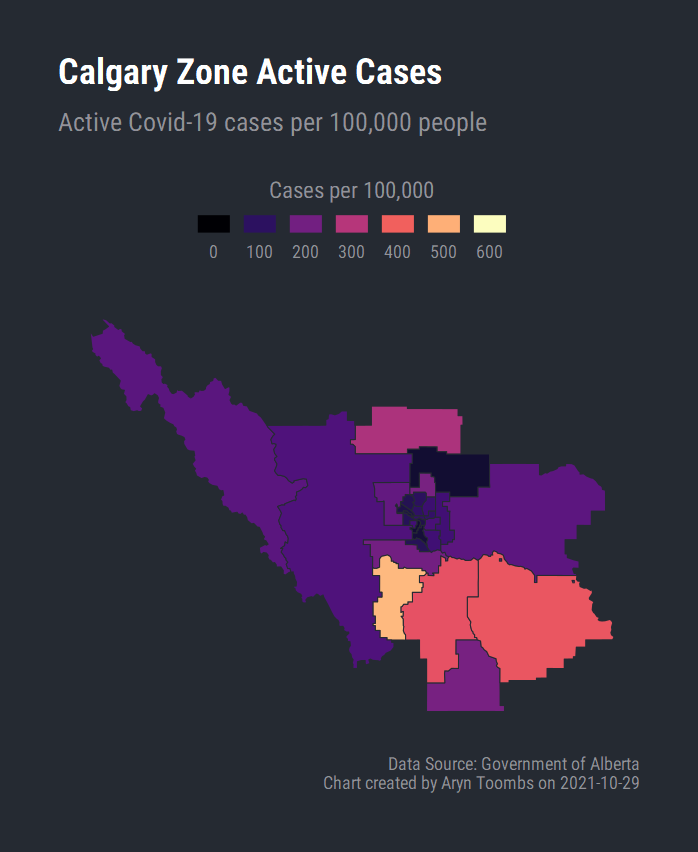 Calgary Zone Active Cases
Active Covid-19 cases per 100,000 people
Cases per 100,000
0 100 200 300 400 500 600
Data Source: Government of Alberta
Chart created by Aryn Toombs on 2021-10-29